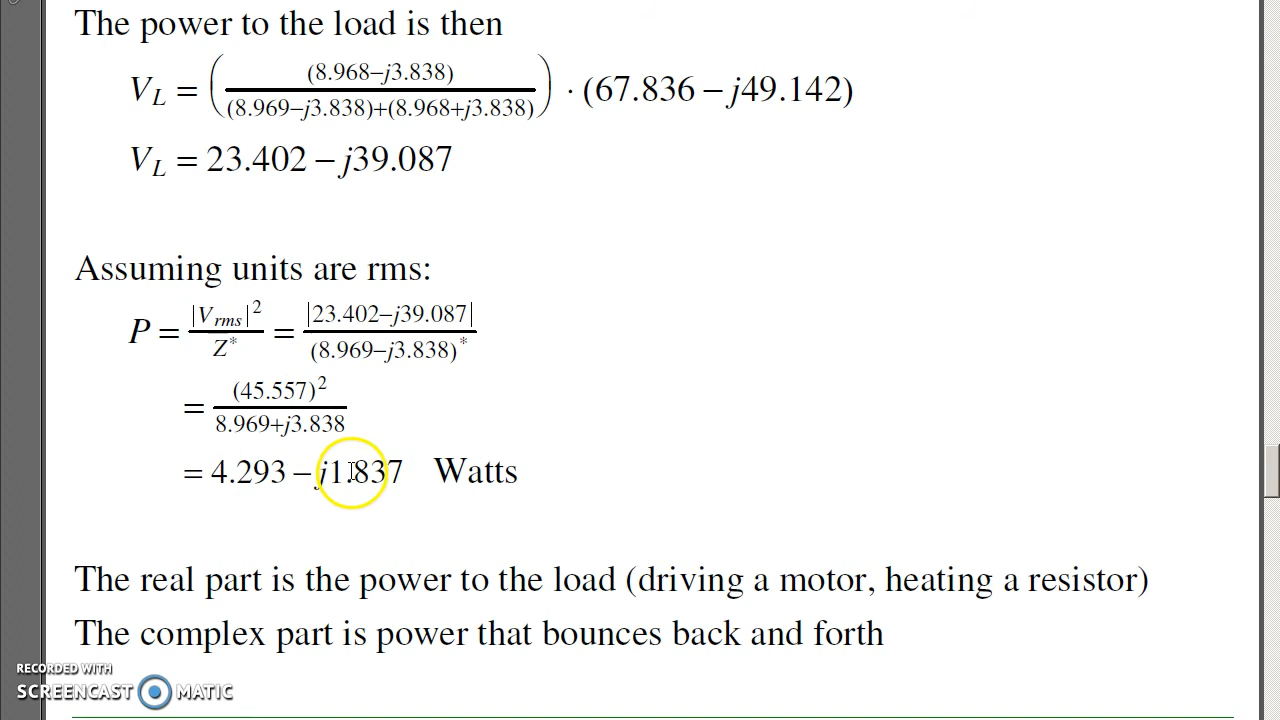 The power to the load is then
V_L = ( (8.968−j3.838) / (8.969−j3.838)+(8.968+j3.838) ) · (67.836 − j49.142)
V_L = 23.402 − j39.087
Assuming units are rms:
P = |V_rms|² / Z* = |23.402−j39.087| / (8.969−j3.838)*
= (45.557)² / 8.969+j3.838
= 4.293 − j1.837 Watts
The real part is the power to the load (driving a motor, heating a resistor)
The complex part is power that bounces back and forth
RECORDED WITH
SCREENCAST MATIC